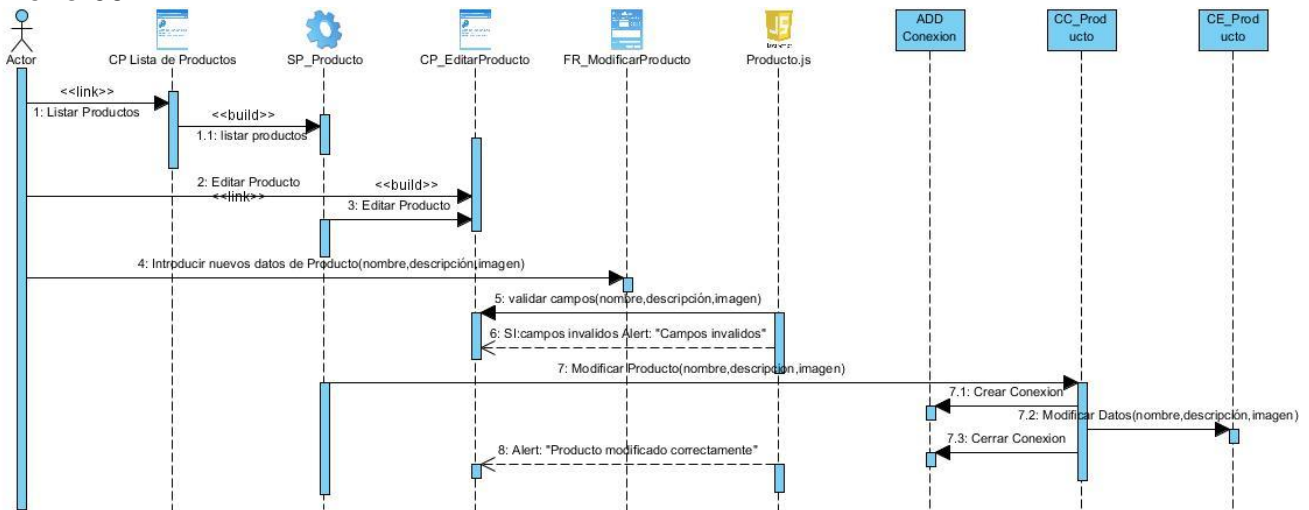 ADD
Conexion
CC_Prod
ucto
CE_Prod
ucto
Actor
CP Lista de Productos
SP_Producto
CP_EditarProducto
FR_ModificarProducto
Producto.js
<<link>>
1: Listar Productos
<<build>>
1.1: listar productos
2: Editar Producto
<<link>>
<<build>>
3: Editar Producto
4: Introducir nuevos datos de Producto(nombre,descripción,imagen)
5: validar campos(nombre,descripción,imagen)
6: SI:campos invalidos Alert: "Campos invalidos"
7: Modificar Producto(nombre,descripción,imagen)
7.1: Crear Conexion
7.2: Modificar Datos(nombre,descripción,imagen)
7.3: Cerrar Conexion
8: Alert: "Producto modificado correctamente"